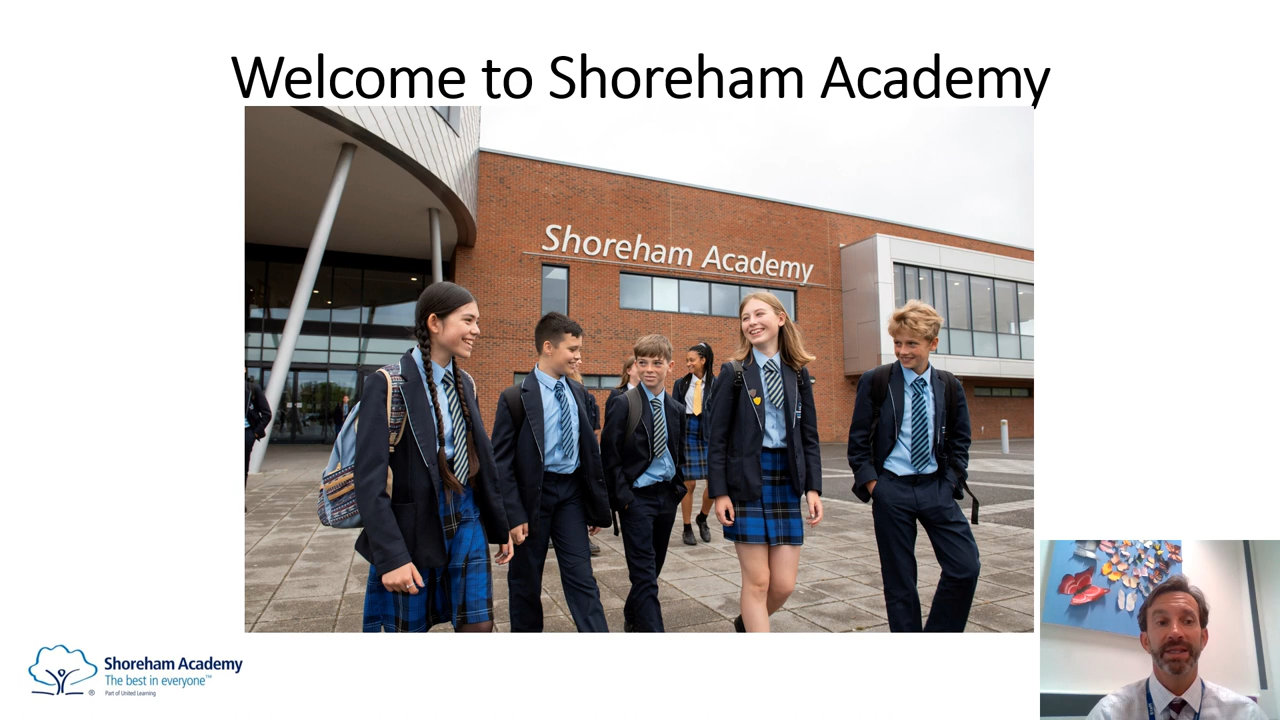 Welcome to Shoreham Academy
Shoreham Academy
Shoreham Academy
The best in everyone™
® Part of United Learning